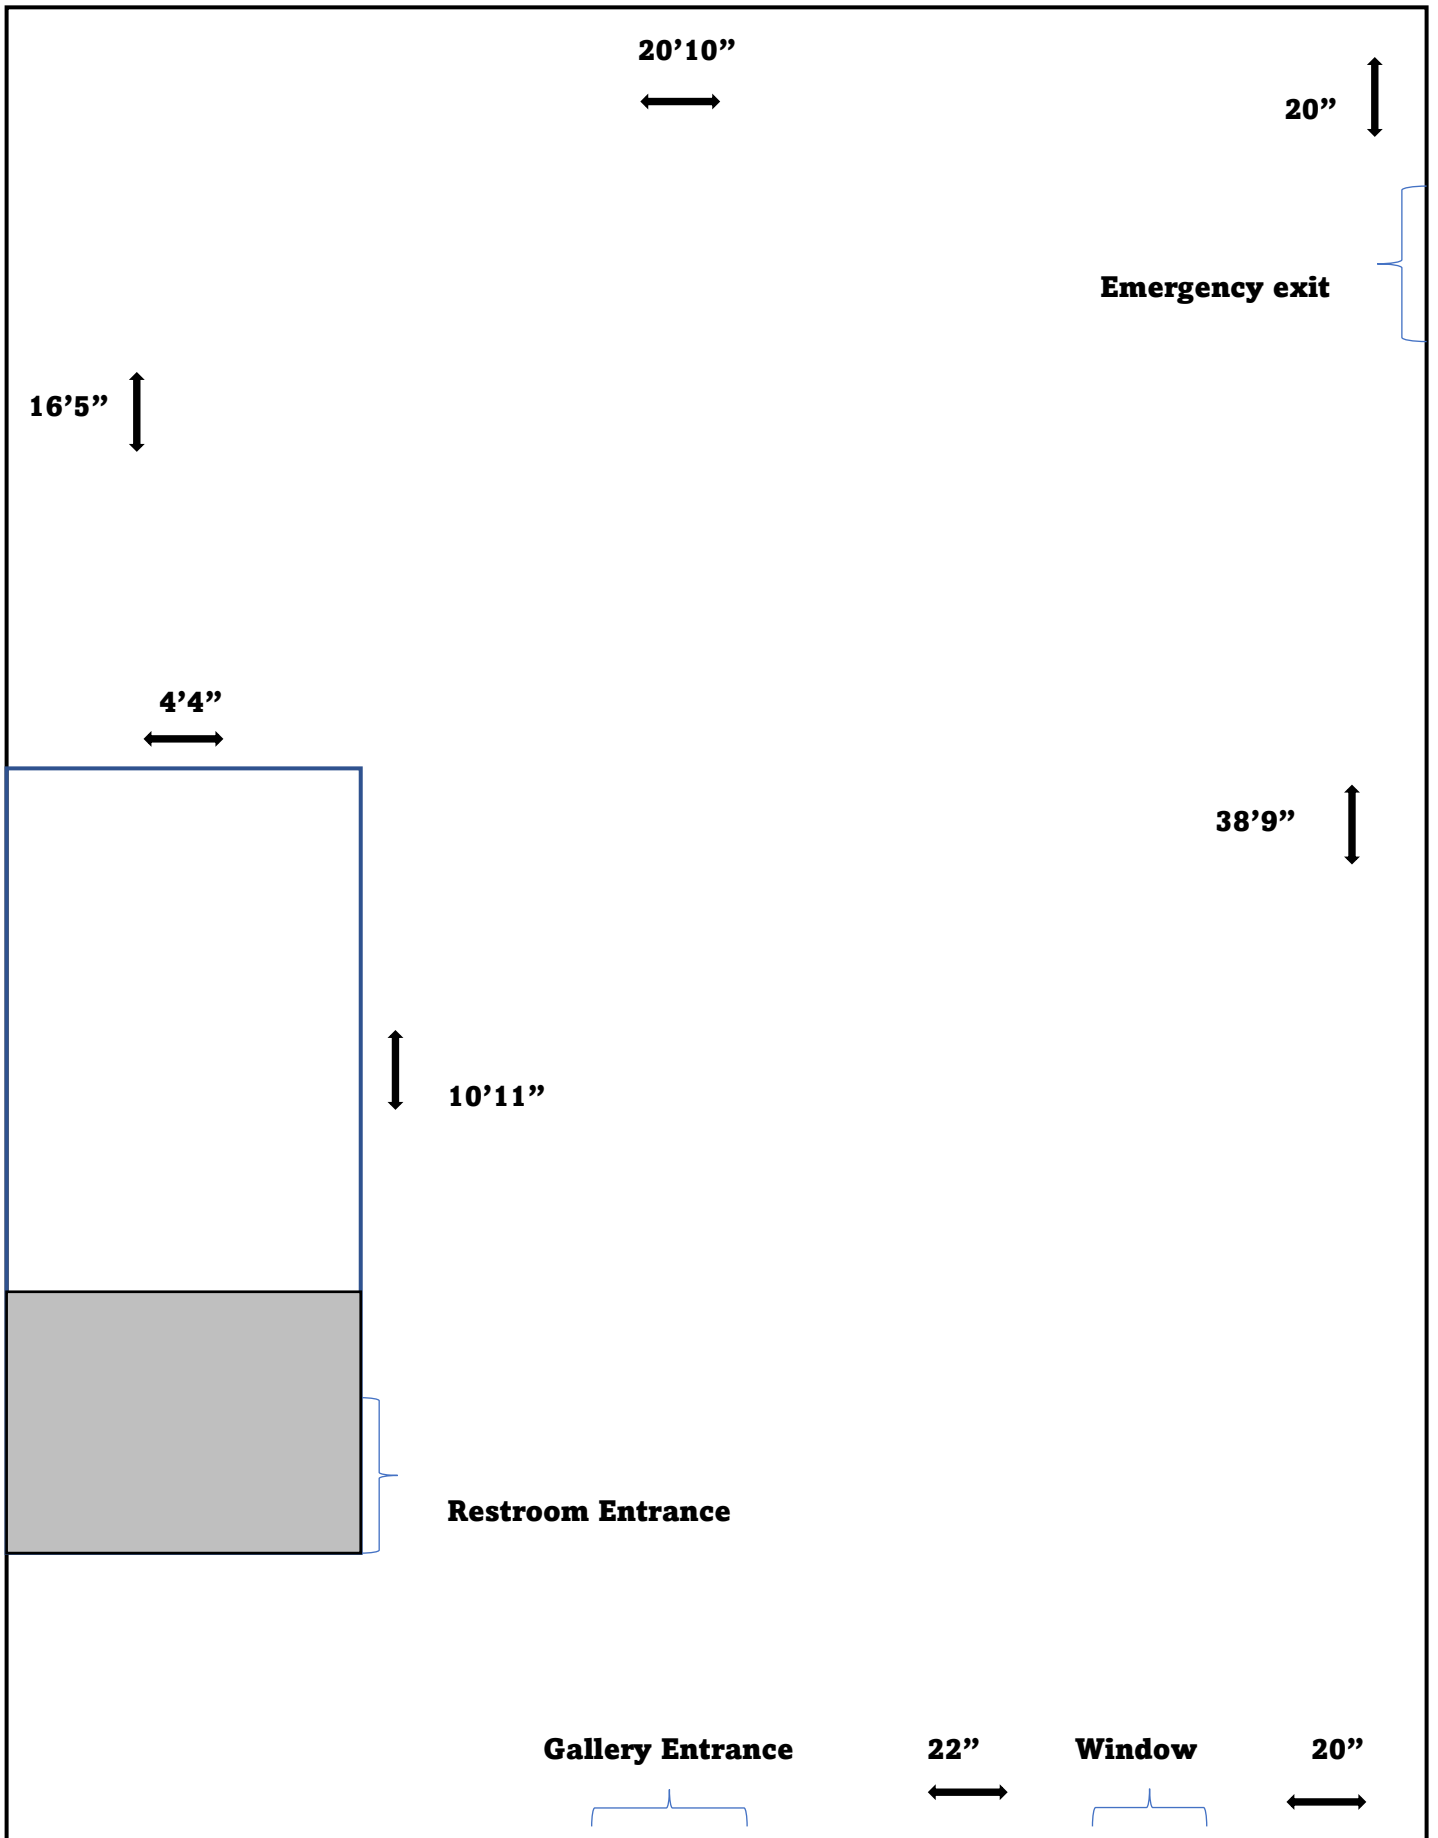 20’10”
20”
Emergency exit
16’5”
4’4”
38’9”
10’11”
Restroom Entrance
Gallery Entrance
22”
Window
20”